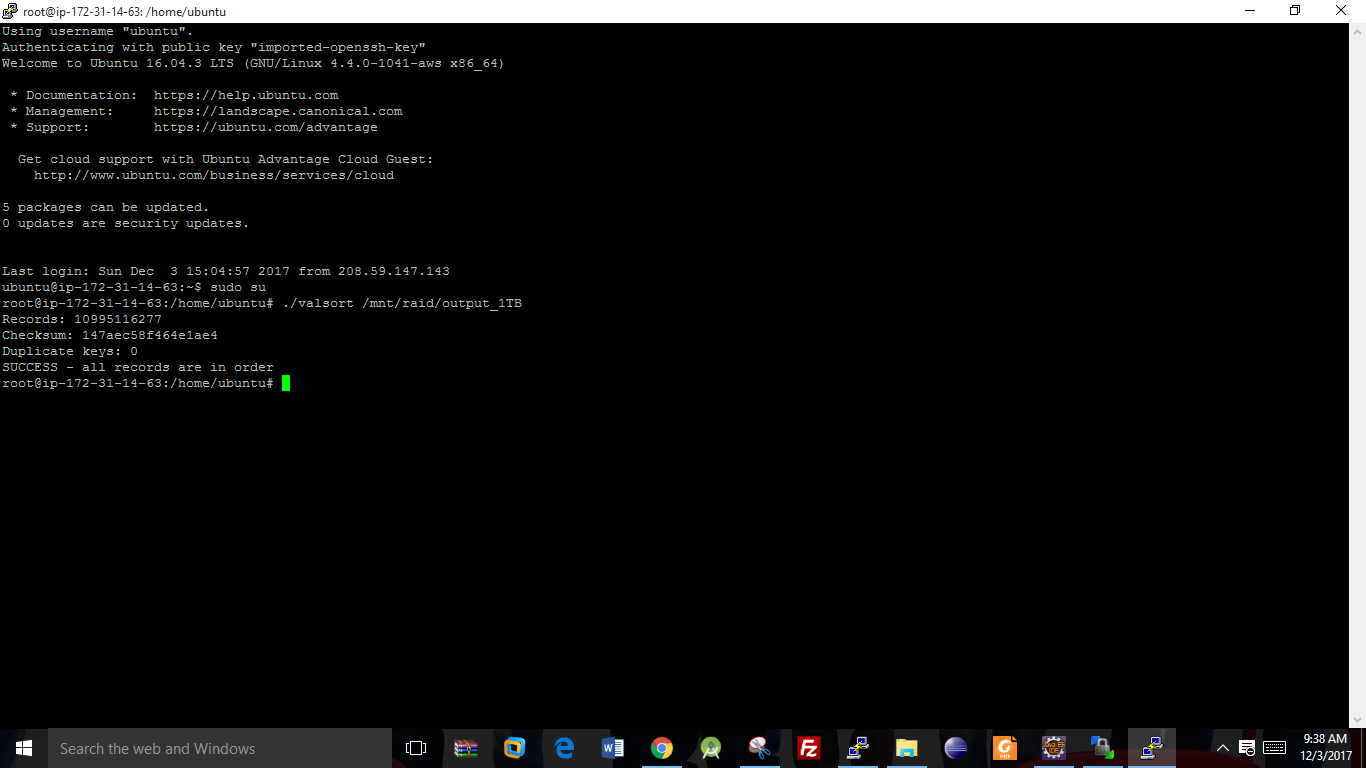 root@ip-172-31-14-63: /home/ubuntu
Using username "ubuntu".
Authenticating with public key "imported-openssh-key"
Welcome to Ubuntu 16.04.3 LTS (GNU/Linux 4.4.0-1041-aws x86_64)
* Documentation:  https://help.ubuntu.com
* Management:     https://landscape.canonical.com
* Support:        https://ubuntu.com/advantage
Get cloud support with Ubuntu Advantage Cloud Guest:
http://www.ubuntu.com/business/services/cloud
5 packages can be updated.
0 updates are security updates.
Last login: Sun Dec  3 15:04:57 2017 from 208.59.147.143
ubuntu@ip-172-31-14-63:~$ sudo su
root@ip-172-31-14-63:/home/ubuntu# ./valsort /mnt/raid/output_1TB
Records: 10995116277
Checksum: 147aec58f464e1ae4
Duplicate keys: 0
SUCCESS - all records are in order
root@ip-172-31-14-63:/home/ubuntu#
Search the web and Windows
9:38 AM
12/3/2017